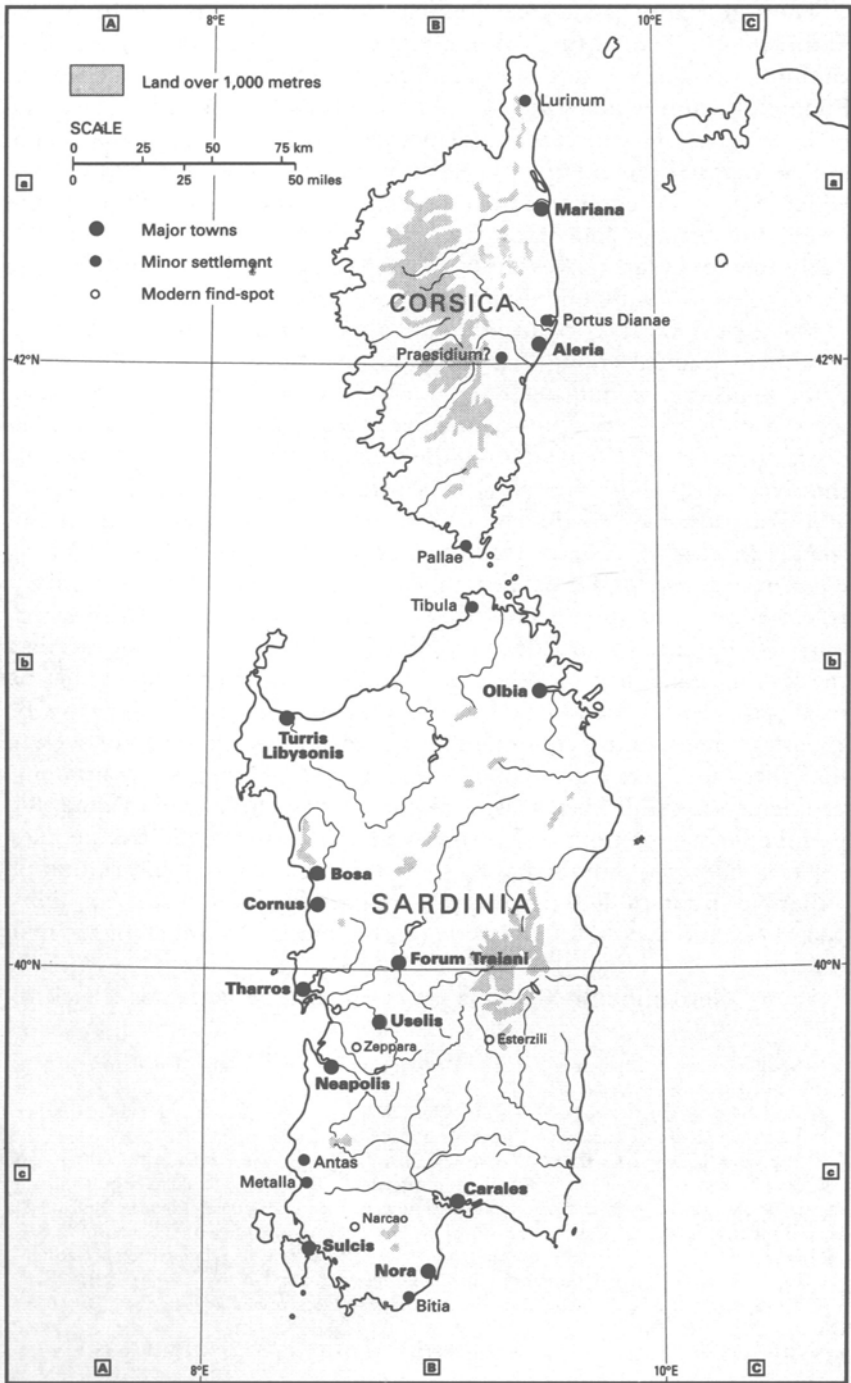 A
8°E
B
10°E
C
Land over 1,000 metres
SCALE
0 25 50 75 km
0 25 50 miles
Major towns
Minor settlement
Modern find-spot
a
a
Lurinum
Mariana
CORSICA
Portus Dianae
Aleria
42°N
Praesidium?
42°N
Pallae
Tibula
b
b
Olbia
Turris
Libysonis
Bosa
Cornus
SARDINIA
40°N
Forum Traiani
40°N
Tharros
Uselis
Zeppara
Esterzili
Neapolis
Antas
c
c
Metalla
Carales
Narcao
Sulcis
Nora
Bitia
A
8°E
B
10°E
C